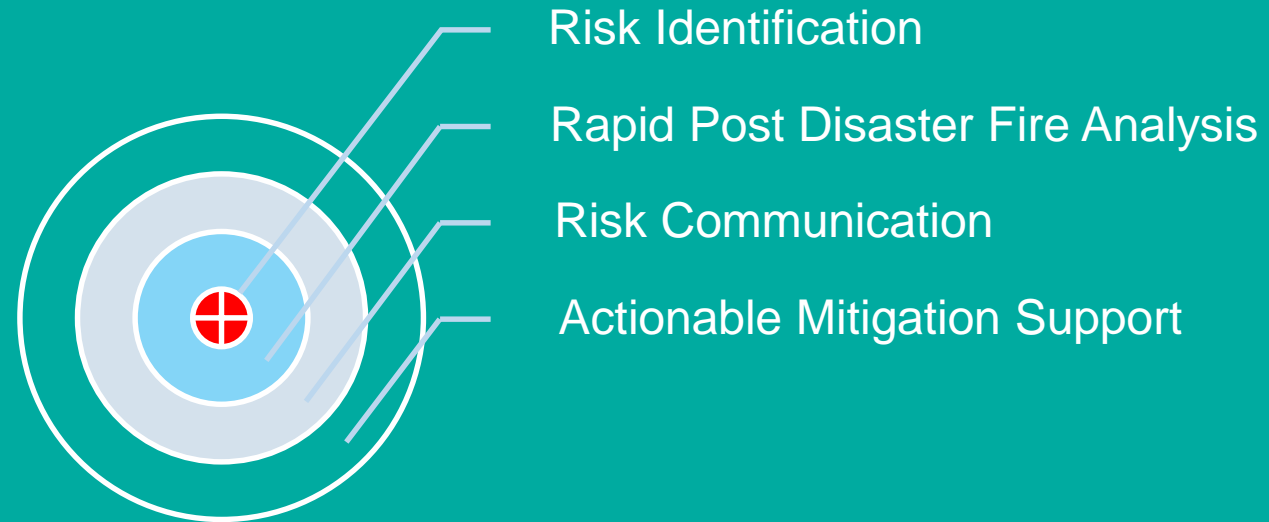 Risk Identification
Rapid Post Disaster Fire Analysis
Risk Communication
Actionable Mitigation Support